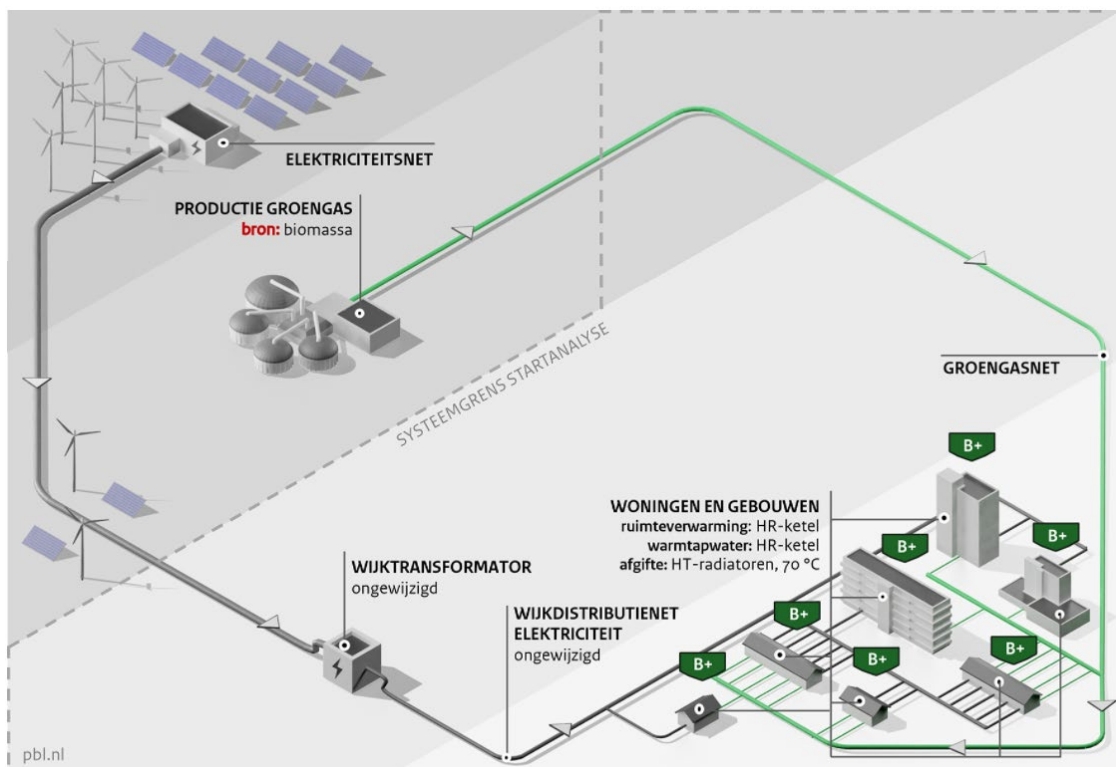 ELEKTRICITEITSNET
PRODUCTIE GROENGAS
bron: biomassa
SYSTEEMGRENS STARTANALYSE
GROENGASNET
B+
WONINGEN EN GEBOUWEN
ruimteverwarming: HR-ketel
warmtapwater: HR-ketel
afgifte: HT-radiatoren, 70 °C
B+
B+
WIJKTRANSFORMATOR
ongewijzigd
WIJKDISTRIBUTIENET
ELEKTRICITEIT
ongewijzigd
B+
B+
B+
B+
pbl.nl